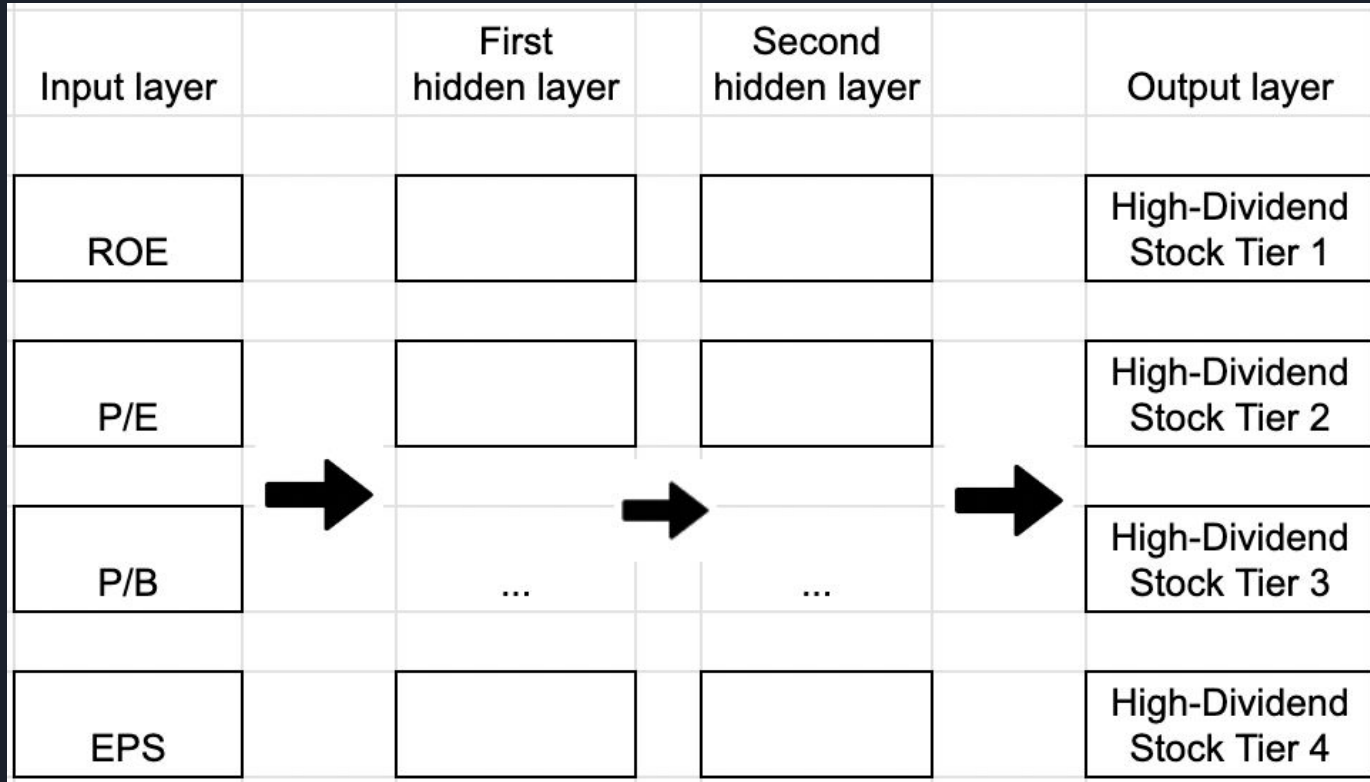 Input layer
First
hidden layer
Second
hidden layer
Output layer
ROE
High-Dividend
Stock Tier 1
P/E
High-Dividend
Stock Tier 2
P/B
...
...
High-Dividend
Stock Tier 3
EPS
High-Dividend
Stock Tier 4